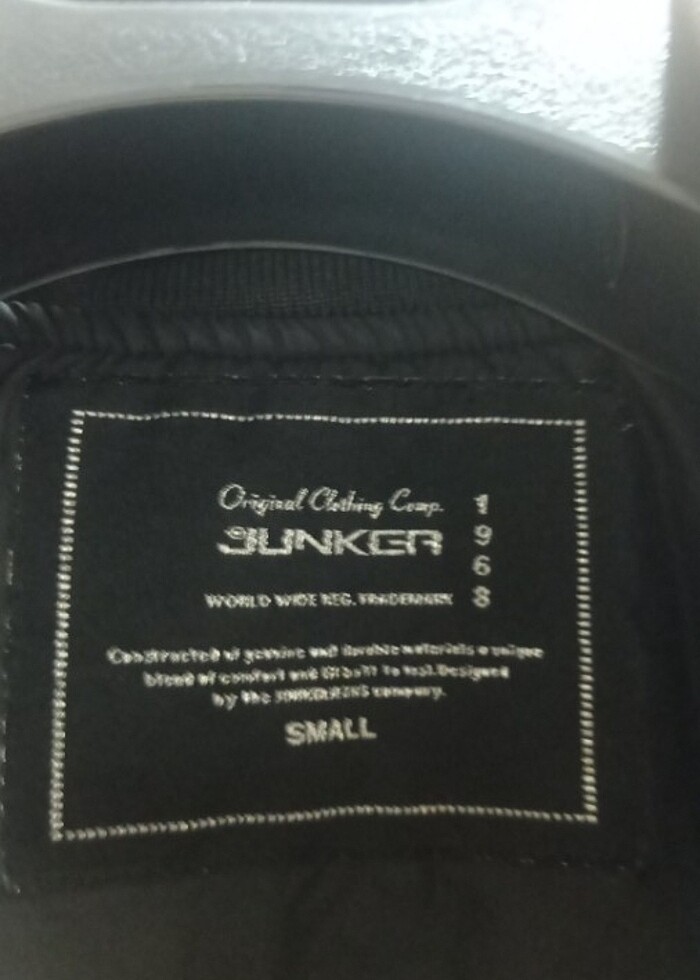 Original Clothing Comp.
JUNKER
1
9
6
8
WORLD WIDE REG. TRADEMARK
Constructed of genuine and durable materials a unique
blend of comfort and to last. Designed
by the company.
SMALL